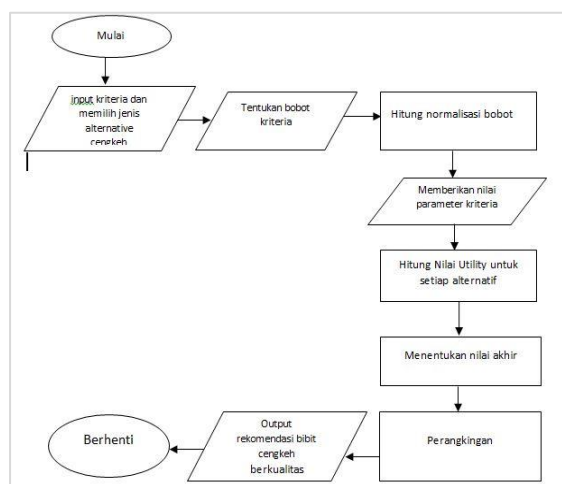 Mulai
input kriteria dan
memilih jenis
alternative
cengkeh
Tentukan bobot
kriteria
Hitung normalisasi bobot
Memberikan nilai
parameter kriteria
Hitung Nilai Utility untuk
setiap alternatif
Menentukan nilai akhir
Perangkingan
Output
rekomendasi bibit
cengkeh
berkualitas
Berhenti